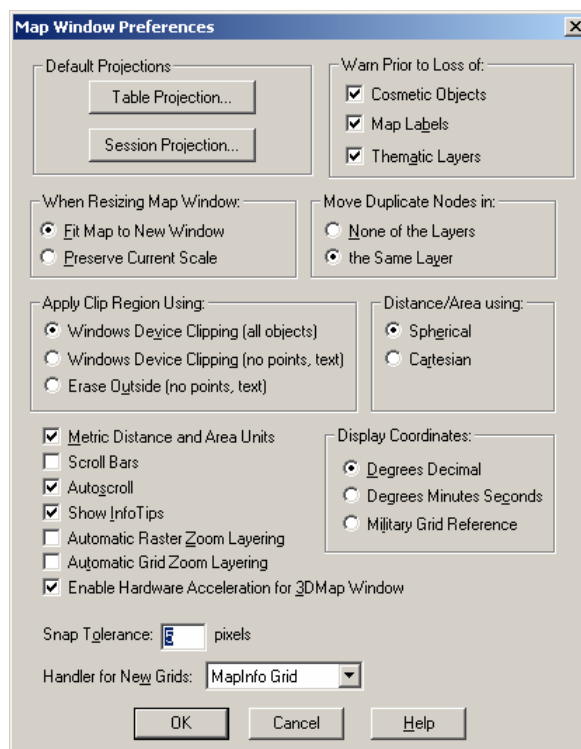 Map Window Preferences
Default Projections
Table Projection...
Session Projection...
Warn Prior to Loss of:
Cosmetic Objects
Map Labels
Thematic Layers
When Resizing Map Window:
Fit Map to New Window
Preserve Current Scale
Move Duplicate Nodes in:
None of the Layers
the Same Layer
Apply Clip Region Using:
Windows Device Clipping (all objects)
Windows Device Clipping (no points, text)
Erase Outside (no points, text)
Distance/Area using:
Spherical
Cartesian
Metric Distance and Area Units
Scroll Bars
Autoscroll
Show InfoTips
Automatic Raster Zoom Layering
Automatic Grid Zoom Layering
Enable Hardware Acceleration for 3DMap Window
Display Coordinates:
Degrees Decimal
Degrees Minutes Seconds
Military Grid Reference
Snap Tolerance: 5 pixels
Handler for New Grids: MapInfo Grid
OK Cancel Help